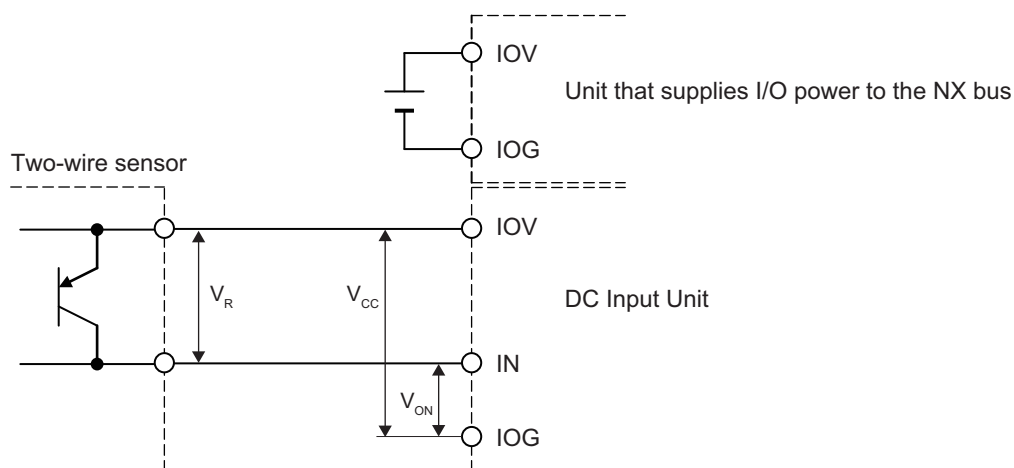 IOV
Unit that supplies I/O power to the NX bus
IOG
Two-wire sensor
IOV
V_R
V_CC
DC Input Unit
IN
V_ON
IOG